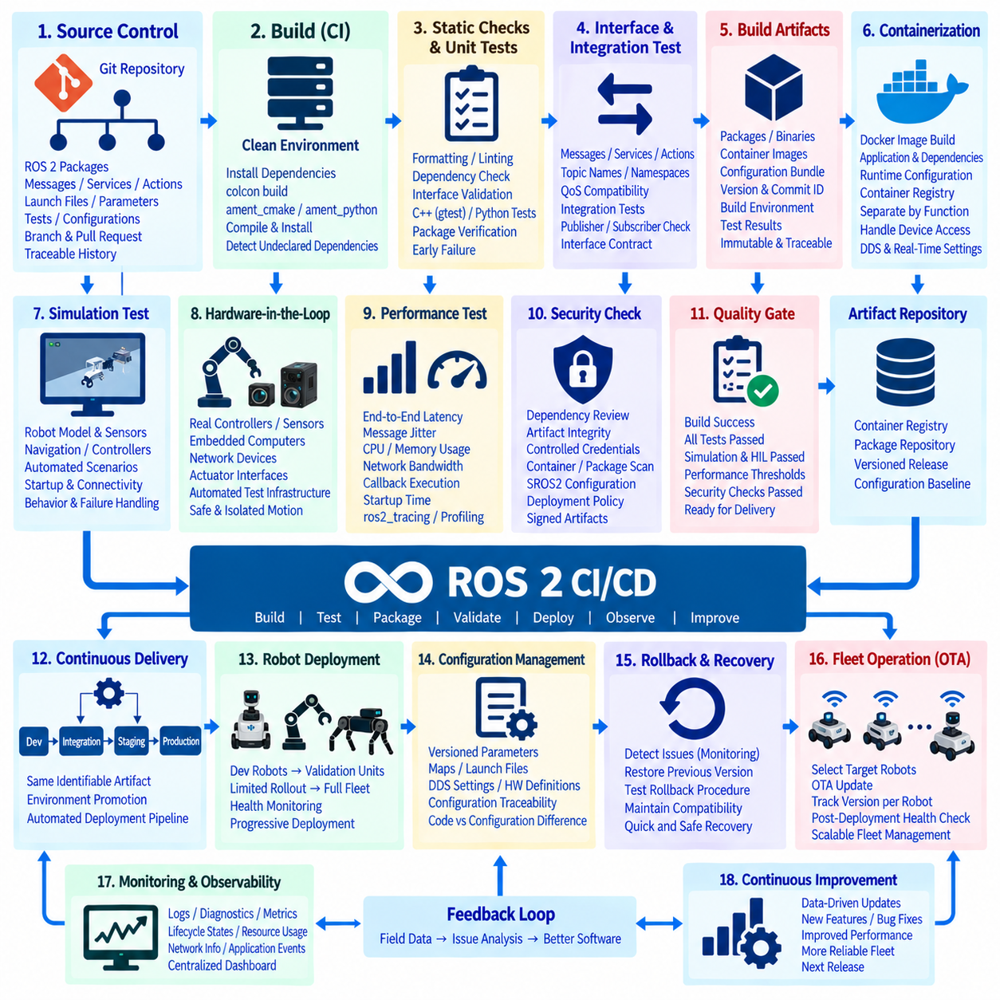 1. Source Control
Git Repository
ROS 2 Packages
Messages / Services / Actions
Launch Files / Parameters
Tests / Configurations
Branch & Pull Request
Traceable History
2. Build (CI)
Clean Environment
Install Dependencies
colcon build
ament_cmake / ament_python
Compile & Install
Detect Undeclared Dependencies
3. Static Checks
& Unit Tests
Formatting / Linting
Dependency Check
Interface Validation
C++ (gtest) / Python Tests
Package Verification
Early Failure
4. Interface &
Integration Test
Messages / Services / Actions
Topic Names / Namespaces
QoS Compatibility
Integration Tests
Publisher / Subscriber Check
Interface Contract
5. Build Artifacts
Packages / Binaries
Container Images
Configuration Bundle
Version & Commit ID
Build Environment
Test Results
Immutable & Traceable
6. Containerization
Docker Image Build
Application & Dependencies
Runtime Configuration
Container Registry
Separate by Function
Handle Device Access
DDS & Real-Time Settings
7. Simulation Test
Robot Model & Sensors
Navigation / Controllers
Automated Scenarios
Startup & Connectivity
Behavior & Failure Handling
8. Hardware-in-the-Loop
Real Controllers / Sensors
Embedded Computers
Network Devices
Actuator Interfaces
Automated Test Infrastructure
Safe & Isolated Motion
9. Performance Test
End-to-End Latency
Message Jitter
CPU / Memory Usage
Network Bandwidth
Callback Execution
Startup Time
ros2_tracing / Profiling
10. Security Check
Dependency Review
Artifact Integrity
Controlled Credentials
Container / Package Scan
SROS2 Configuration
Deployment Policy
Signed Artifacts
11. Quality Gate
Build Success
All Tests Passed
Simulation & HIL Passed
Performance Thresholds
Security Checks Passed
Ready for Delivery
Artifact Repository
Container Registry
Package Repository
Versioned Release
Configuration Baseline
ROS 2 CI/CD
Build | Test | Package | Validate | Deploy | Observe | Improve
12. Continuous Delivery
Dev → Integration → Staging → Production
Same Identifiable Artifact
Environment Promotion
Automated Deployment Pipeline
13. Robot Deployment
Dev Robots → Validation Units
Limited Rollout → Full Fleet
Health Monitoring
Progressive Deployment
14. Configuration Management
Versioned Parameters
Maps / Launch Files
DDS Settings / HW Definitions
Configuration Traceability
Code vs Configuration Difference
15. Rollback & Recovery
Detect Issues (Monitoring)
Restore Previous Version
Test Rollback Procedure
Maintain Compatibility
Quick and Safe Recovery
16. Fleet Operation (OTA)
Select Target Robots
OTA Update
Track Version per Robot
Post-Deployment Health Check
Scalable Fleet Management
17. Monitoring & Observability
Logs / Diagnostics / Metrics
Lifecycle States / Resource Usage
Network Info / Application Events
Centralized Dashboard
Feedback Loop
Field Data → Issue Analysis → Better Software
18. Continuous Improvement
Data-Driven Updates
New Features / Bug Fixes
Improved Performance
More Reliable Fleet
Next Release